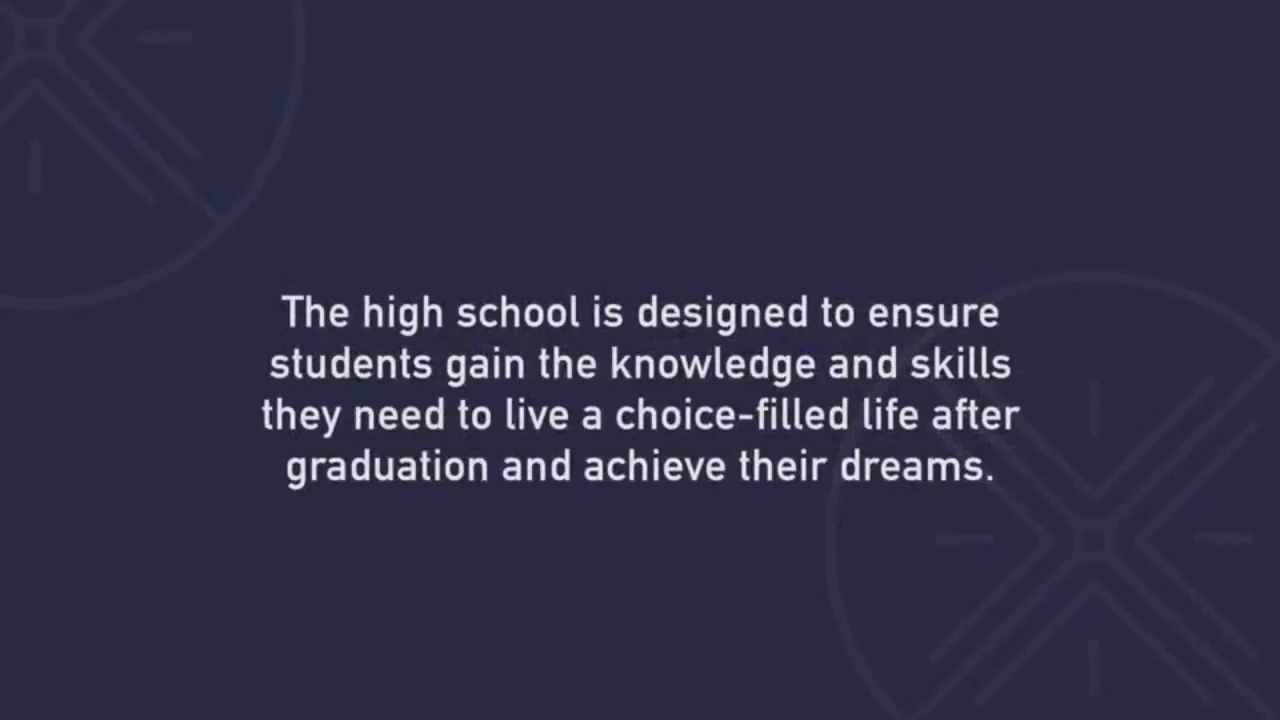 The high school is designed to ensure
students gain the knowledge and skills
they need to live a choice-filled life after
graduation and achieve their dreams.